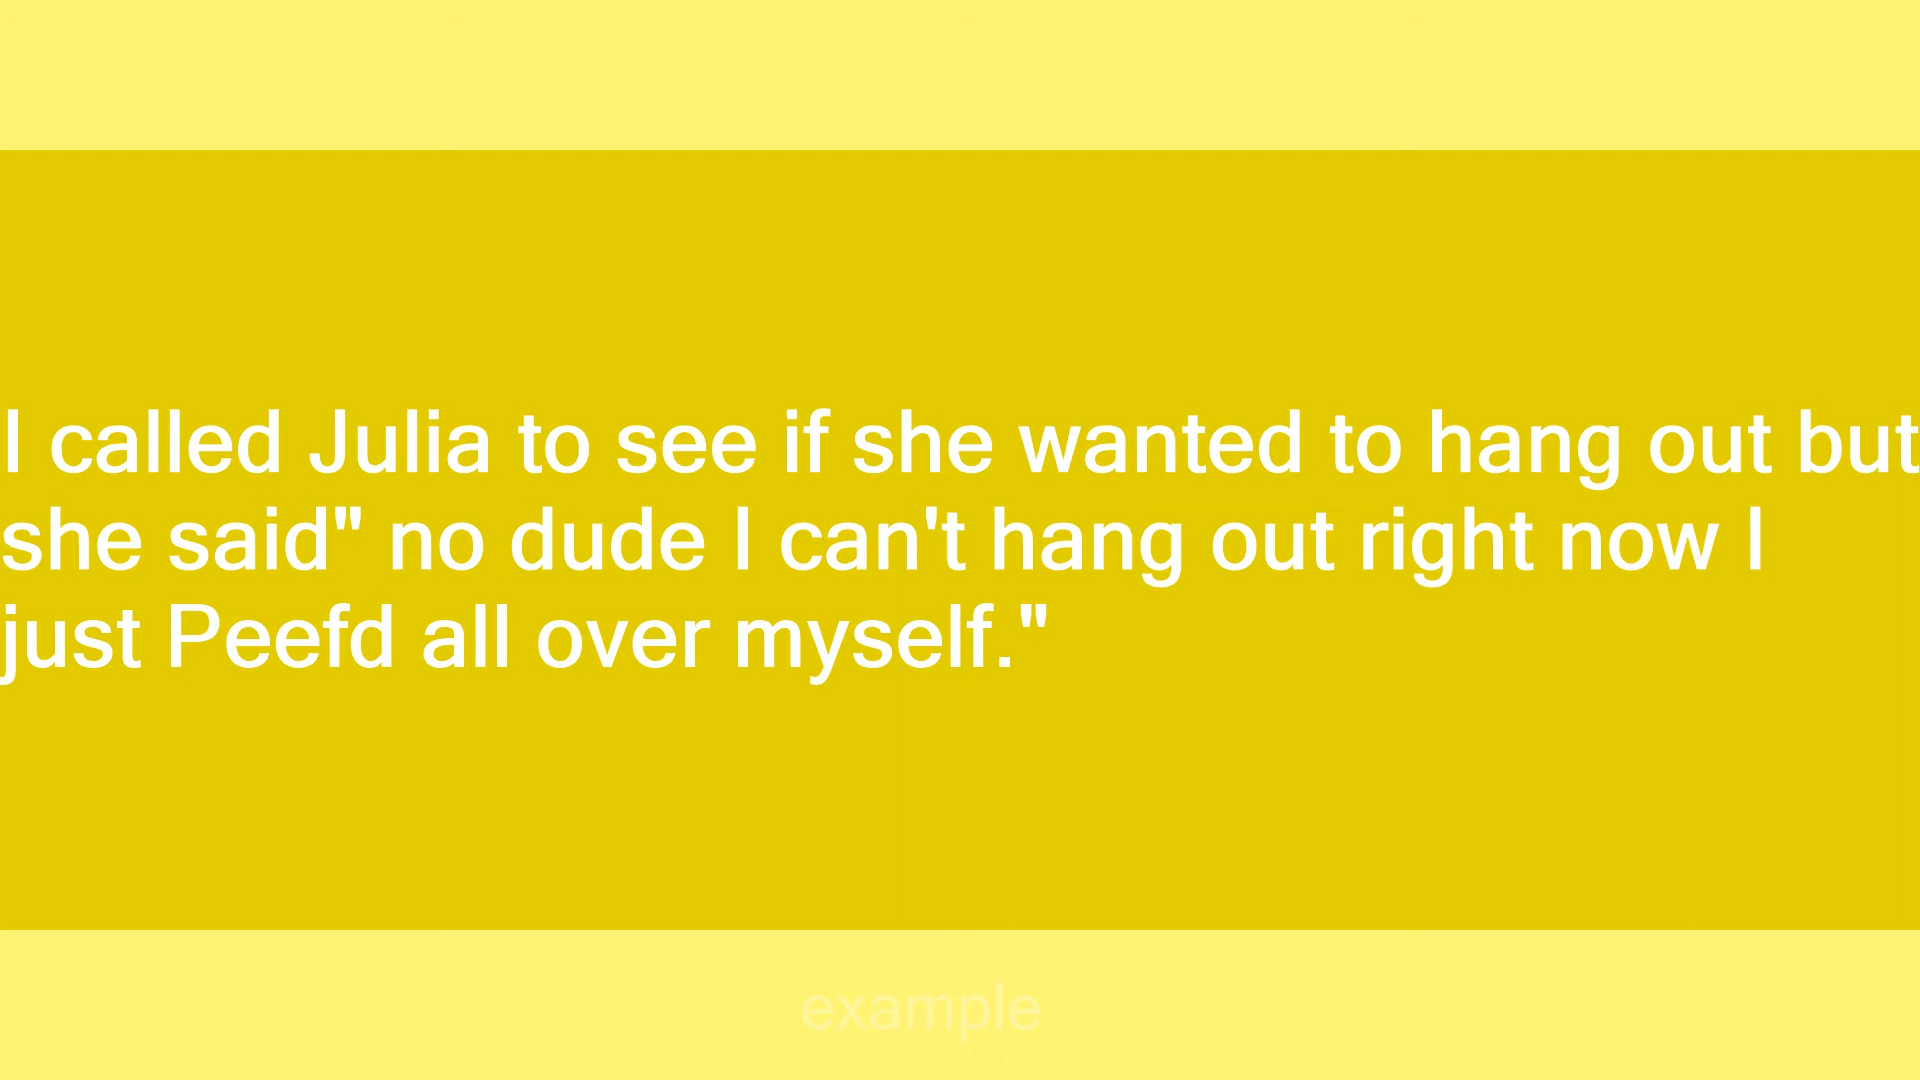 I called Julia to see if she wanted to hang out but
she said" no dude I can't hang out right now I
just Peefd all over myself."
example